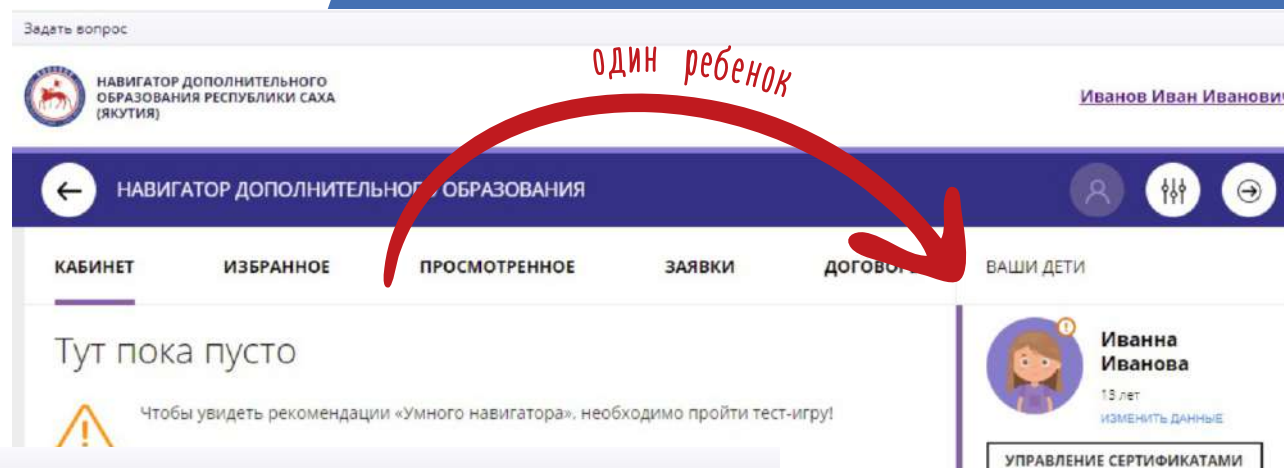 Задать вопрос
один ребенок
НАВИГАТОР ДОПОЛНИТЕЛЬНОГО
ОБРАЗОВАНИЯ РЕСПУБЛИКИ САХА
(ЯКУТИЯ)
Иванов Иван Иванович
НАВИГАТОР ДОПОЛНИТЕЛЬНОГО ОБРАЗОВАНИЯ
КАБИНЕТ ИЗБРАННОЕ ПРОСМОТРЕННОЕ ЗАЯВКИ ДОГОВОРЫ ВАШИ ДЕТИ
Тут пока пусто
Чтобы увидеть рекомендации «Умного навигатора», необходимо пройти тест-игру!
Иванна
Иванова
13 лет
ИЗМЕНИТЬ ДАННЫЕ
УПРАВЛЕНИЕ СЕРТИФИКАТАМИ